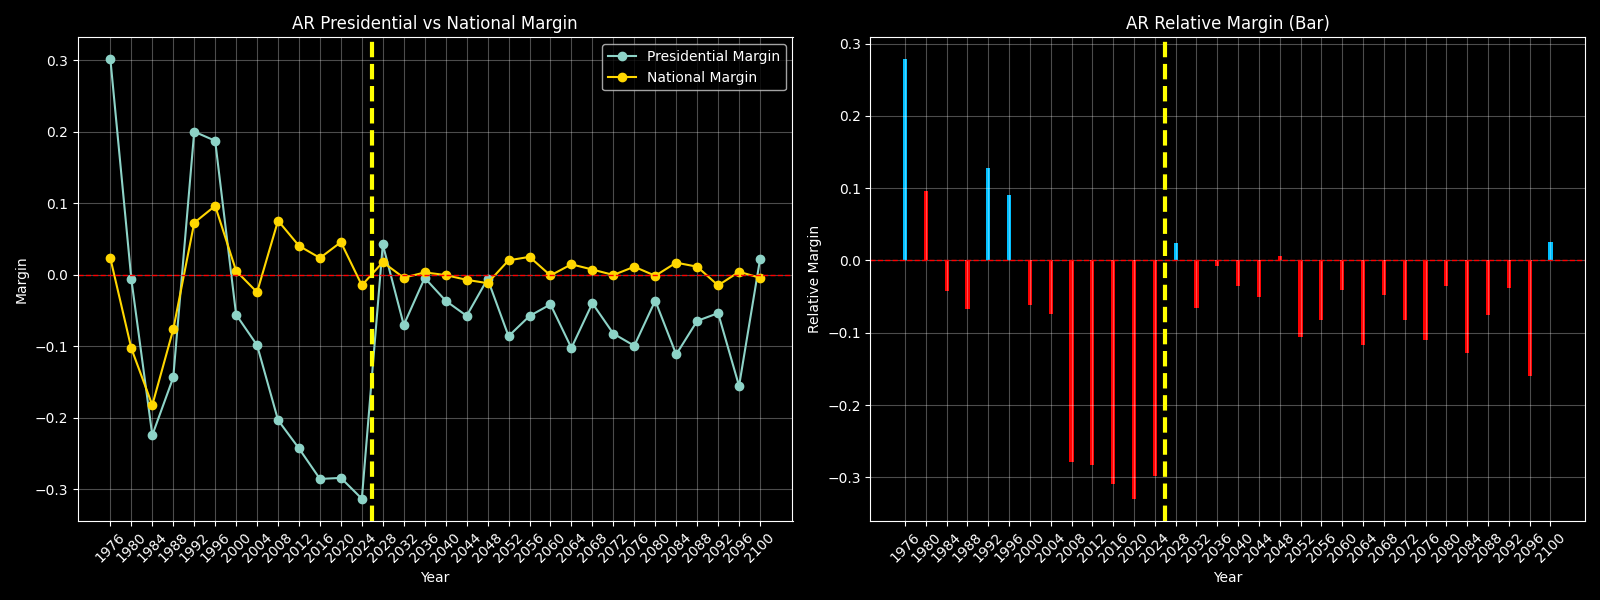 AR Presidential vs National Margin
Presidential Margin
National Margin
Margin
0.3
0.2
0.1
0.0
−0.1
−0.2
−0.3
1976 1980 1984 1988 1992 1996 2000 2004 2008 2012 2016 2020 2024 2028 2032 2036 2040 2044 2048 2052 2056 2060 2064 2068 2072 2076 2080 2084 2088 2092 2096 2100
Year
AR Relative Margin (Bar)
Relative Margin
0.3
0.2
0.1
0.0
−0.1
−0.2
−0.3
1976 1980 1984 1988 1992 1996 2000 2004 2008 2012 2016 2020 2024 2028 2032 2036 2040 2044 2048 2052 2056 2060 2064 2068 2072 2076 2080 2084 2088 2092 2096 2100
Year